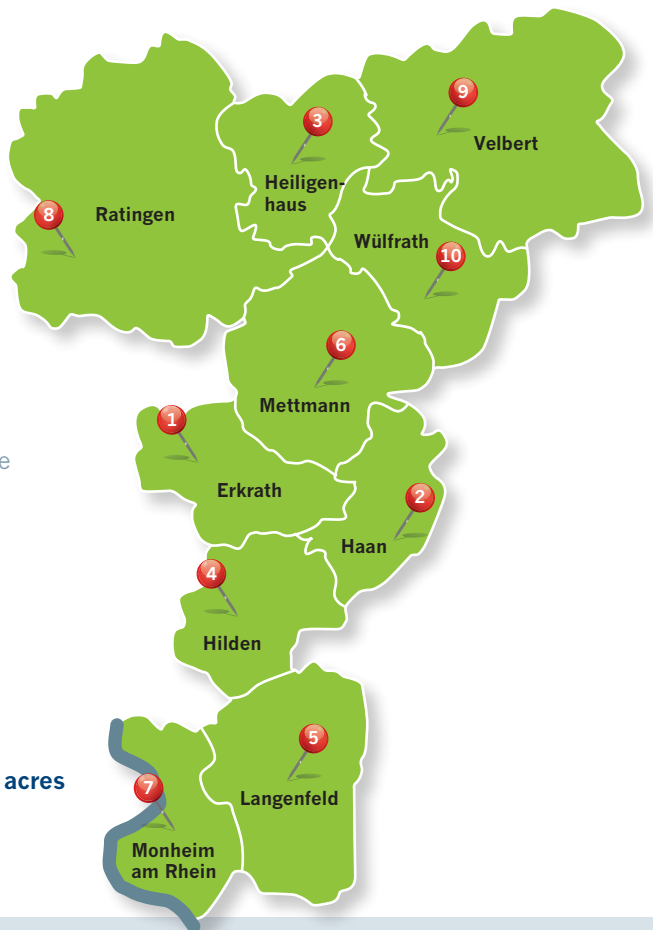 9
3
Velbert
Heiligen-
haus
8
Ratingen
Wülfrath
10
6
Mettmann
1
e
Erkrath
2
Haan
4
Hilden
5
acres
7
Langenfeld
Monheim
am Rhein